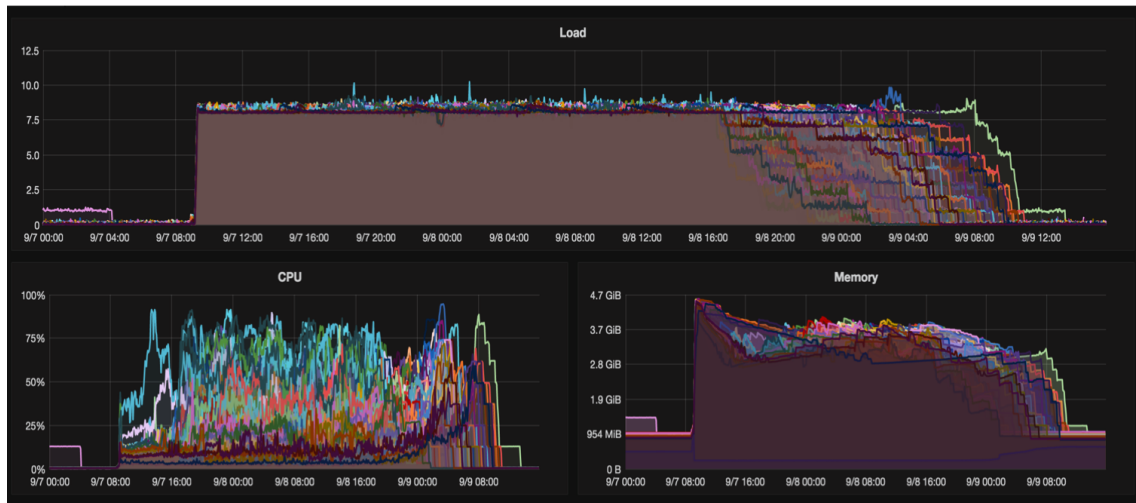 Load
12.5
10.0
7.5
5.0
2.5
0
9/7 00:00 9/7 04:00 9/7 08:00 9/7 12:00 9/7 16:00 9/7 20:00 9/8 00:00 9/8 04:00 9/8 08:00 9/8 12:00 9/8 16:00 9/8 20:00 9/9 00:00 9/9 04:00 9/9 08:00 9/9 12:00
CPU
100%
75%
50%
25%
0%
9/7 00:00 9/7 08:00 9/7 16:00 9/8 00:00 9/8 08:00 9/8 16:00 9/9 00:00 9/9 08:00
Memory
4.7 GiB
3.7 GiB
2.8 GiB
1.9 GiB
954 MiB
0 B
9/7 00:00 9/7 08:00 9/7 16:00 9/8 00:00 9/8 08:00 9/8 16:00 9/9 00:00 9/9 08:00